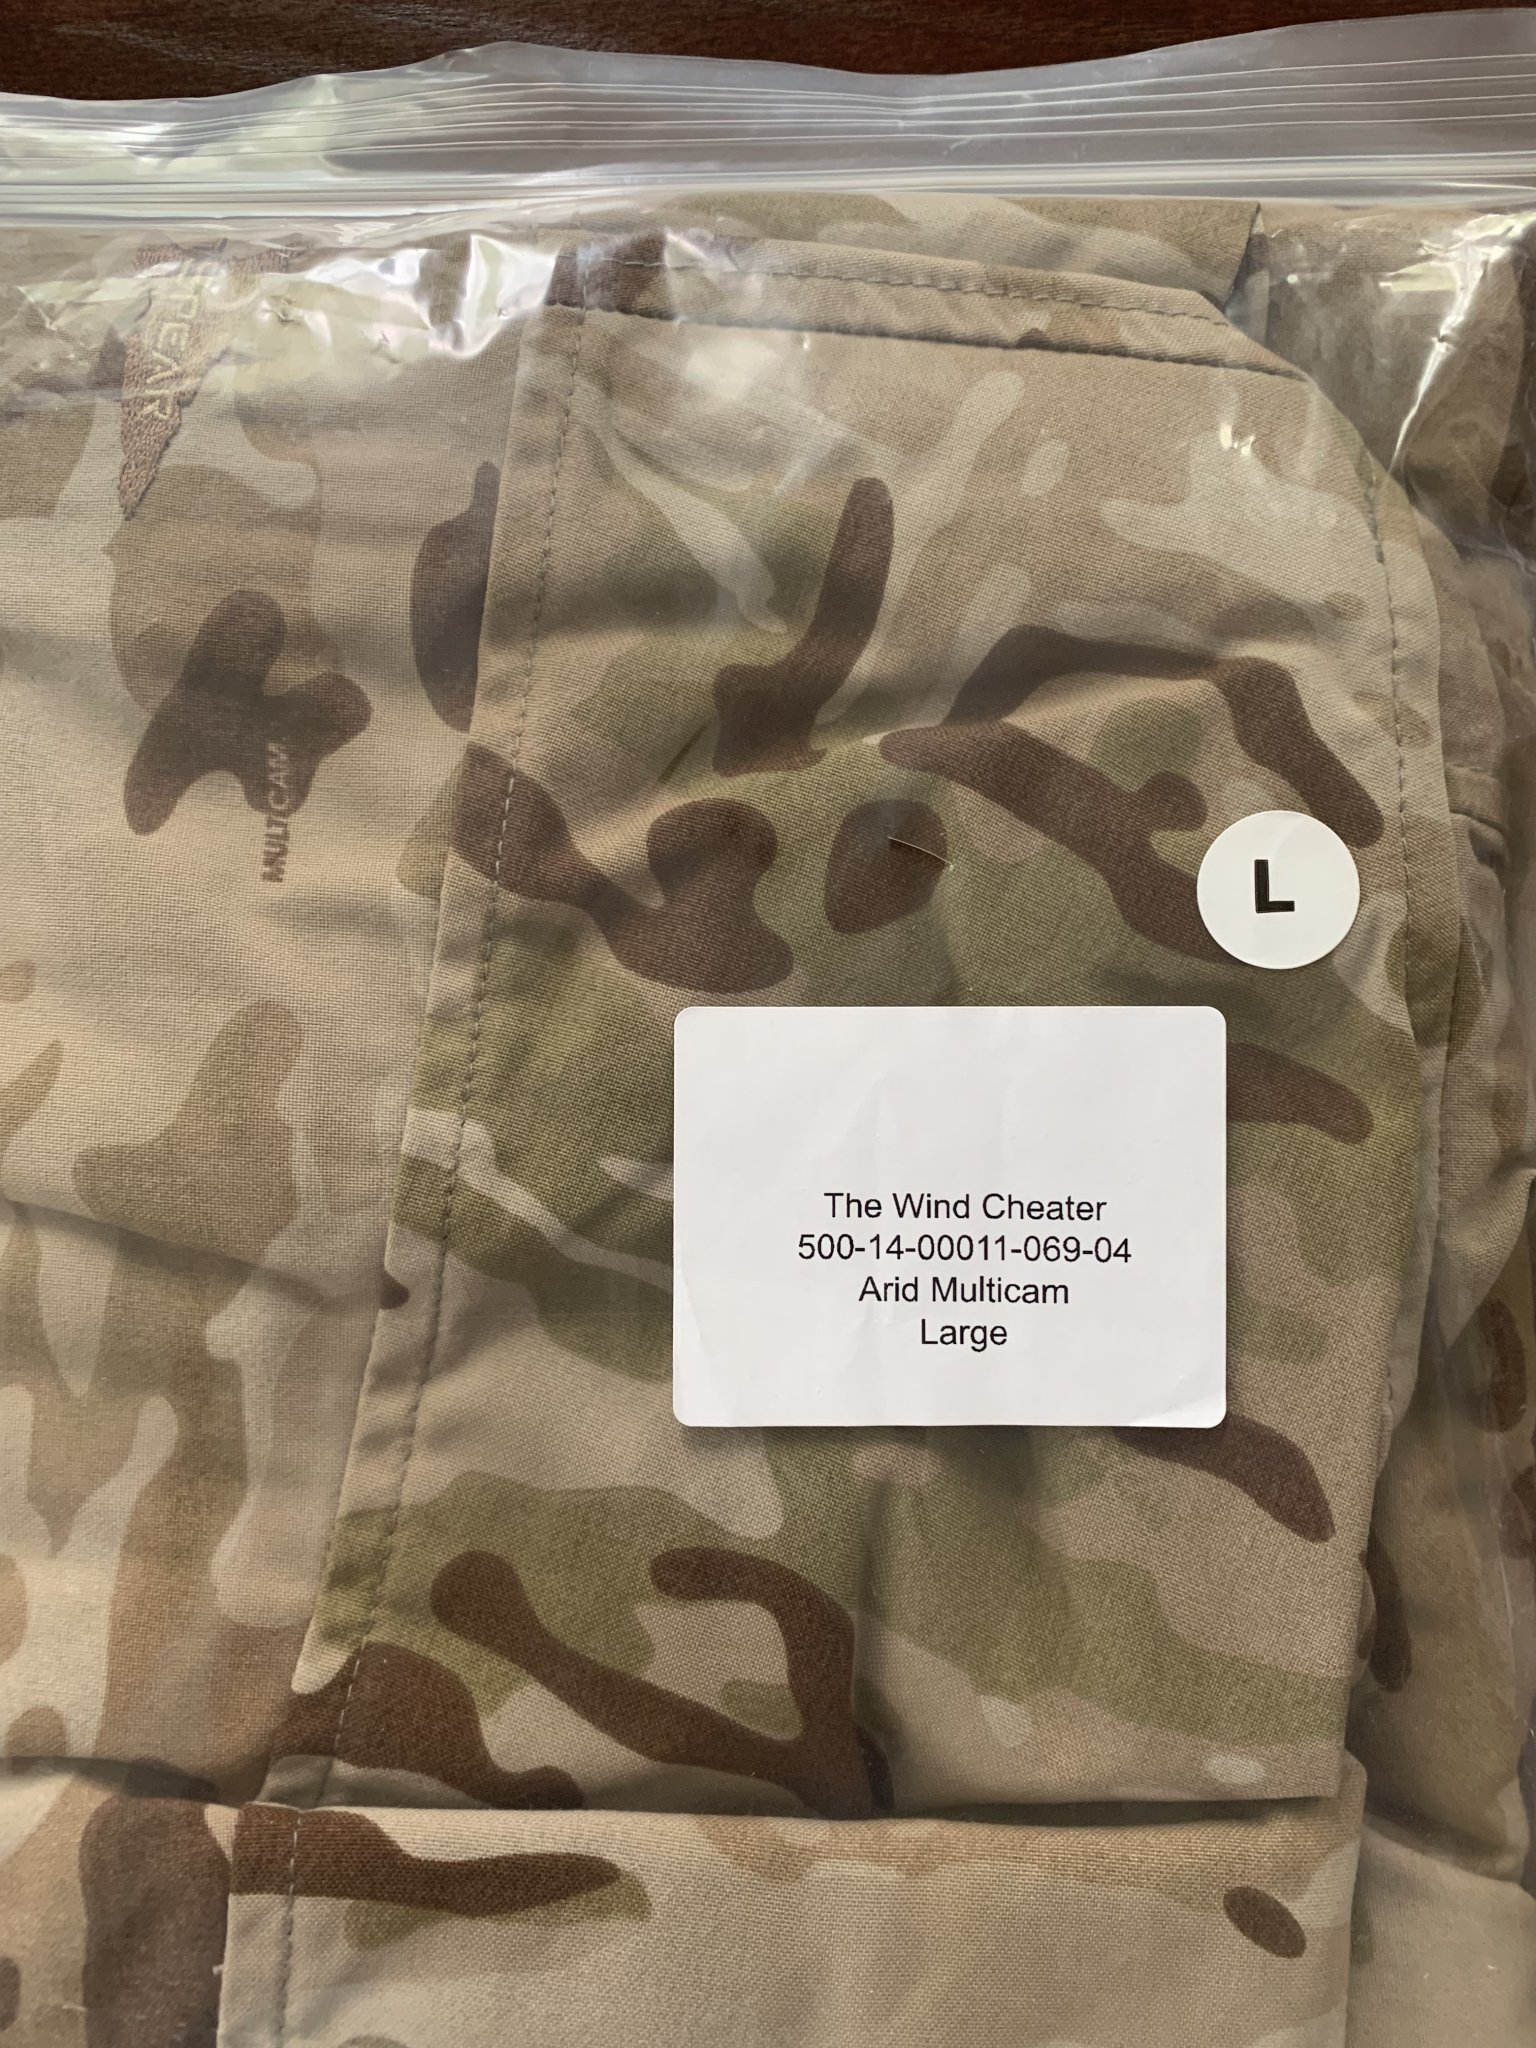 MULTICAM
L
The Wind Cheater
500-14-00011-069-04
Arid Multicam
Large